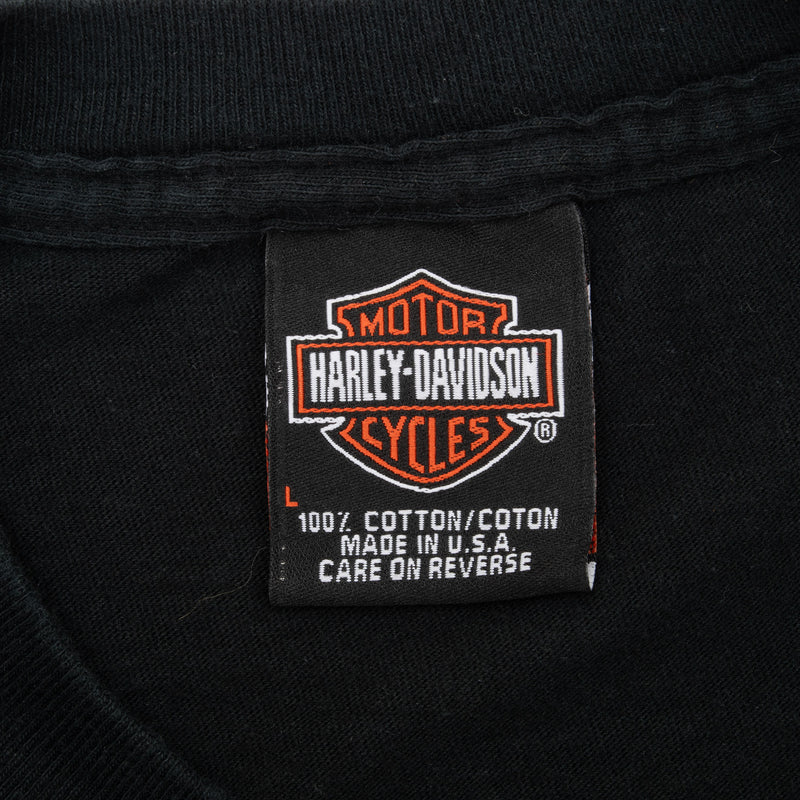 MOTOR
HARLEY-DAVIDSON
CYCLES
®
L
100% COTTON/COTON
MADE IN U.S.A.
CARE ON REVERSE